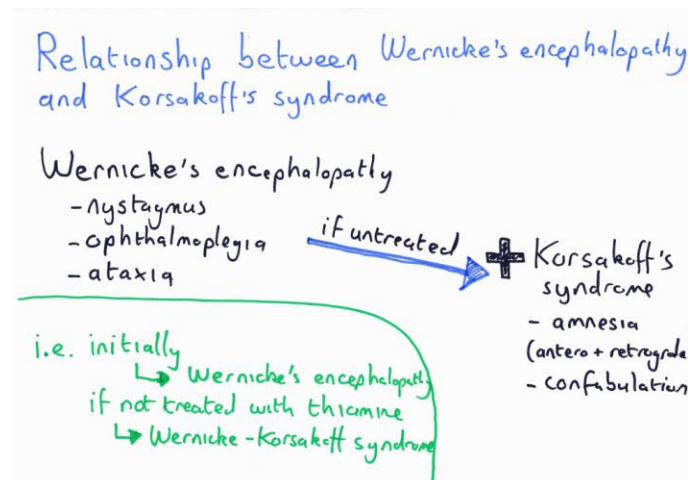 Relationship between Wernicke's encephalopathy
and Korsakoff's syndrome
Wernicke's encephalopatly
-nystagmus
-ophthalmoplegia
-ataxia
if untreated
+ Korsakoff's
syndrome
- amnesia
(antero + retrograde
- confabulation
i.e. initially
↳ Wernicke's encephalopathy
if not treated with thiamine
↳ Wernicke-Korsakoff syndrome